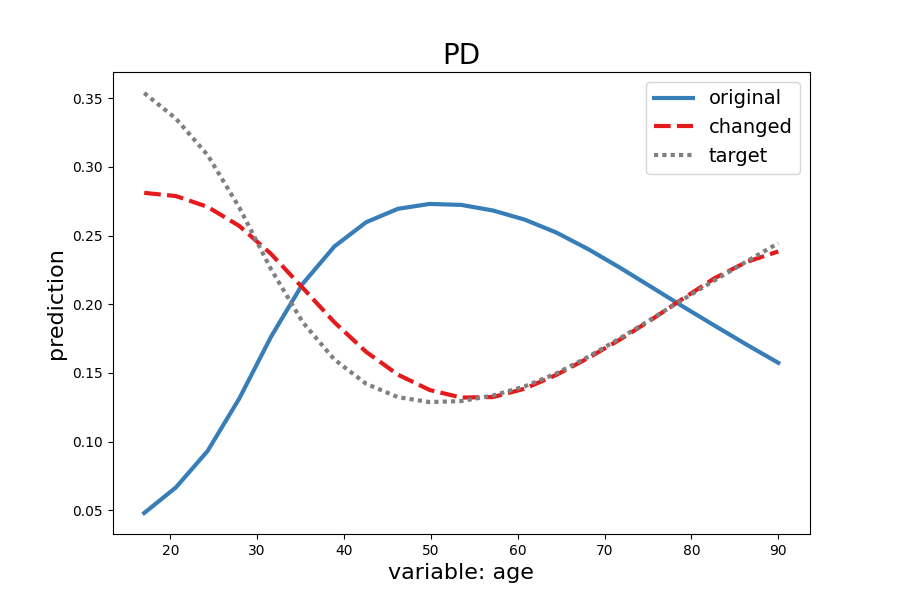 PD
original
changed
target
0.35
0.30
0.25
0.20
0.15
0.10
0.05
prediction
20 30 40 50 60 70 80 90
variable: age